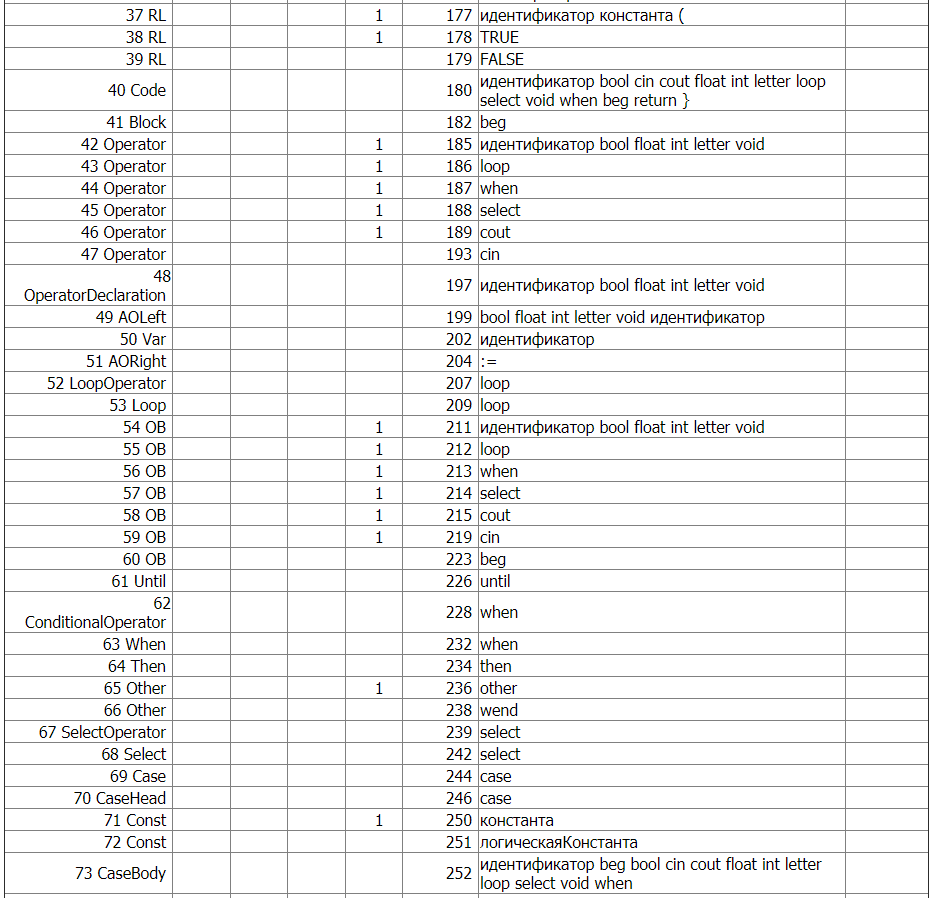 37 RL 1 177 идентификатор константа (
38 RL 1 178 TRUE
39 RL 179 FALSE
40 Code 180 идентификатор bool cin cout float int letter loop
select void when beg return }
41 Block 182 beg
42 Operator 1 185 идентификатор bool float int letter void
43 Operator 1 186 loop
44 Operator 1 187 when
45 Operator 1 188 select
46 Operator 1 189 cout
47 Operator 193 cin
48
OperatorDeclaration 197 идентификатор bool float int letter void
49 AOLeft 199 bool float int letter void идентификатор
50 Var 202 идентификатор
51 AORight 204 :=
52 LoopOperator 207 loop
53 Loop 209 loop
54 OB 1 211 идентификатор bool float int letter void
55 OB 1 212 loop
56 OB 1 213 when
57 OB 1 214 select
58 OB 1 215 cout
59 OB 1 219 cin
60 OB 223 beg
61 Until 226 until
62
ConditionalOperator 228 when
63 When 232 when
64 Then 234 then
65 Other 1 236 other
66 Other 238 wend
67 SelectOperator 239 select
68 Select 242 select
69 Case 244 case
70 CaseHead 246 case
71 Const 1 250 константа
72 Const 251 логическаяКонстанта
73 CaseBody 252 идентификатор beg bool cin cout float int letter
loop select void when